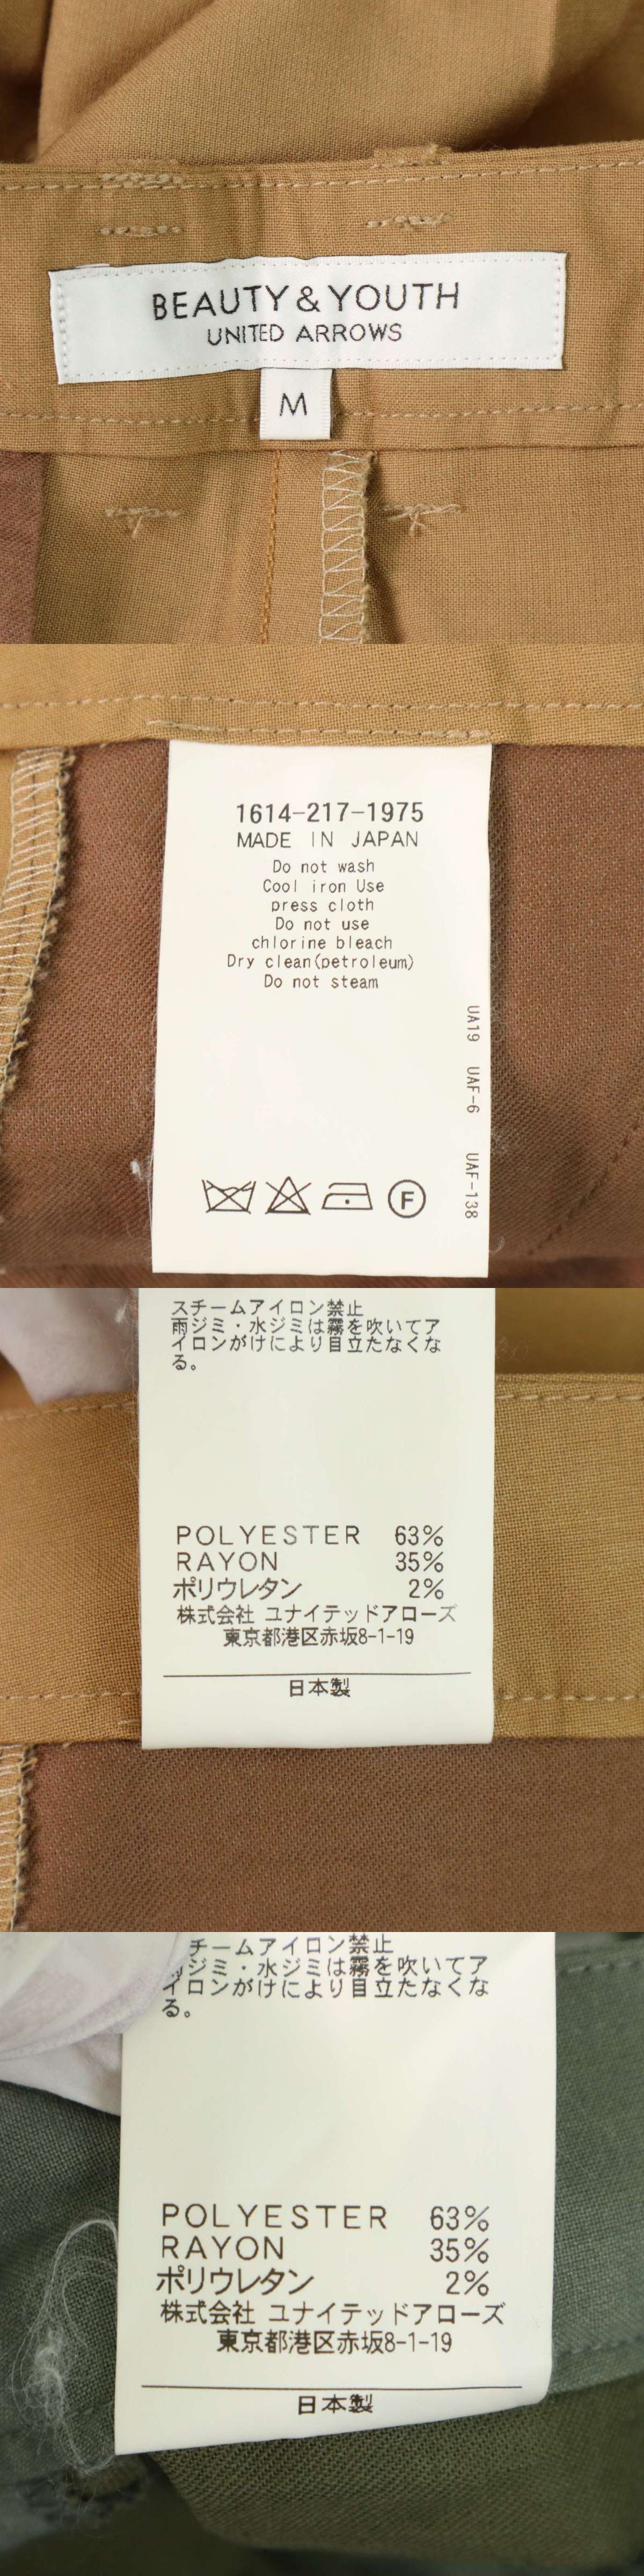 BEAUTY & YOUTH
UNITED ARROWS
M
1614-217-1975
MADE IN JAPAN
Do not wash
Cool iron Use
press cloth
Do not use
chlorine bleach
Dry clean(petroleum)
Do not steam
UA19 UAF-6 UAF-138
F
スチームアイロン禁止
雨ジミ・水ジミは霧を吹いてア
イロンがけにより目立たなくな
る。
POLYESTER 63%
RAYON 35%
ポリウレタン 2%
株式会社 ユナイテッドアローズ
東京都港区赤坂8-1-19
日本製
チームアイロン禁止
ジミ・水ジミは霧を吹いてア
イロンがけにより目立たなくな
る。
POLYESTER 63%
RAYON 35%
ポリウレタン 2%
株式会社 ユナイテッドアローズ
東京都港区赤坂8-1-19
日本製